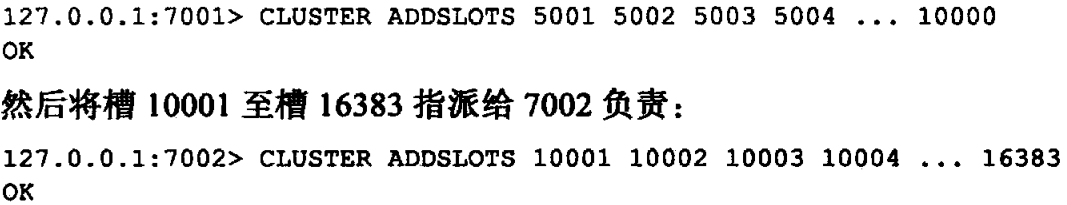 127.0.0.1:7001> CLUSTER ADDSLOTS 5001 5002 5003 5004 ... 10000
OK
然后将槽 10001 至槽 16383 指派给 7002 负责：
127.0.0.1:7002> CLUSTER ADDSLOTS 10001 10002 10003 10004 ... 16383
OK